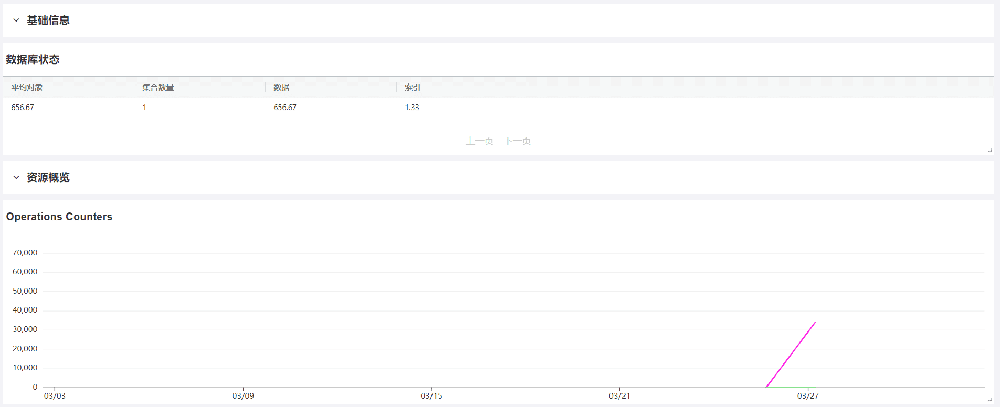 基础信息
数据库状态
平均对象 集合数量 数据 索引
656.67 1 656.67 1.33
上一页 下一页
资源概览
Operations Counters
70,000
60,000
50,000
40,000
30,000
20,000
10,000
0
03/03 03/09 03/15 03/21 03/27